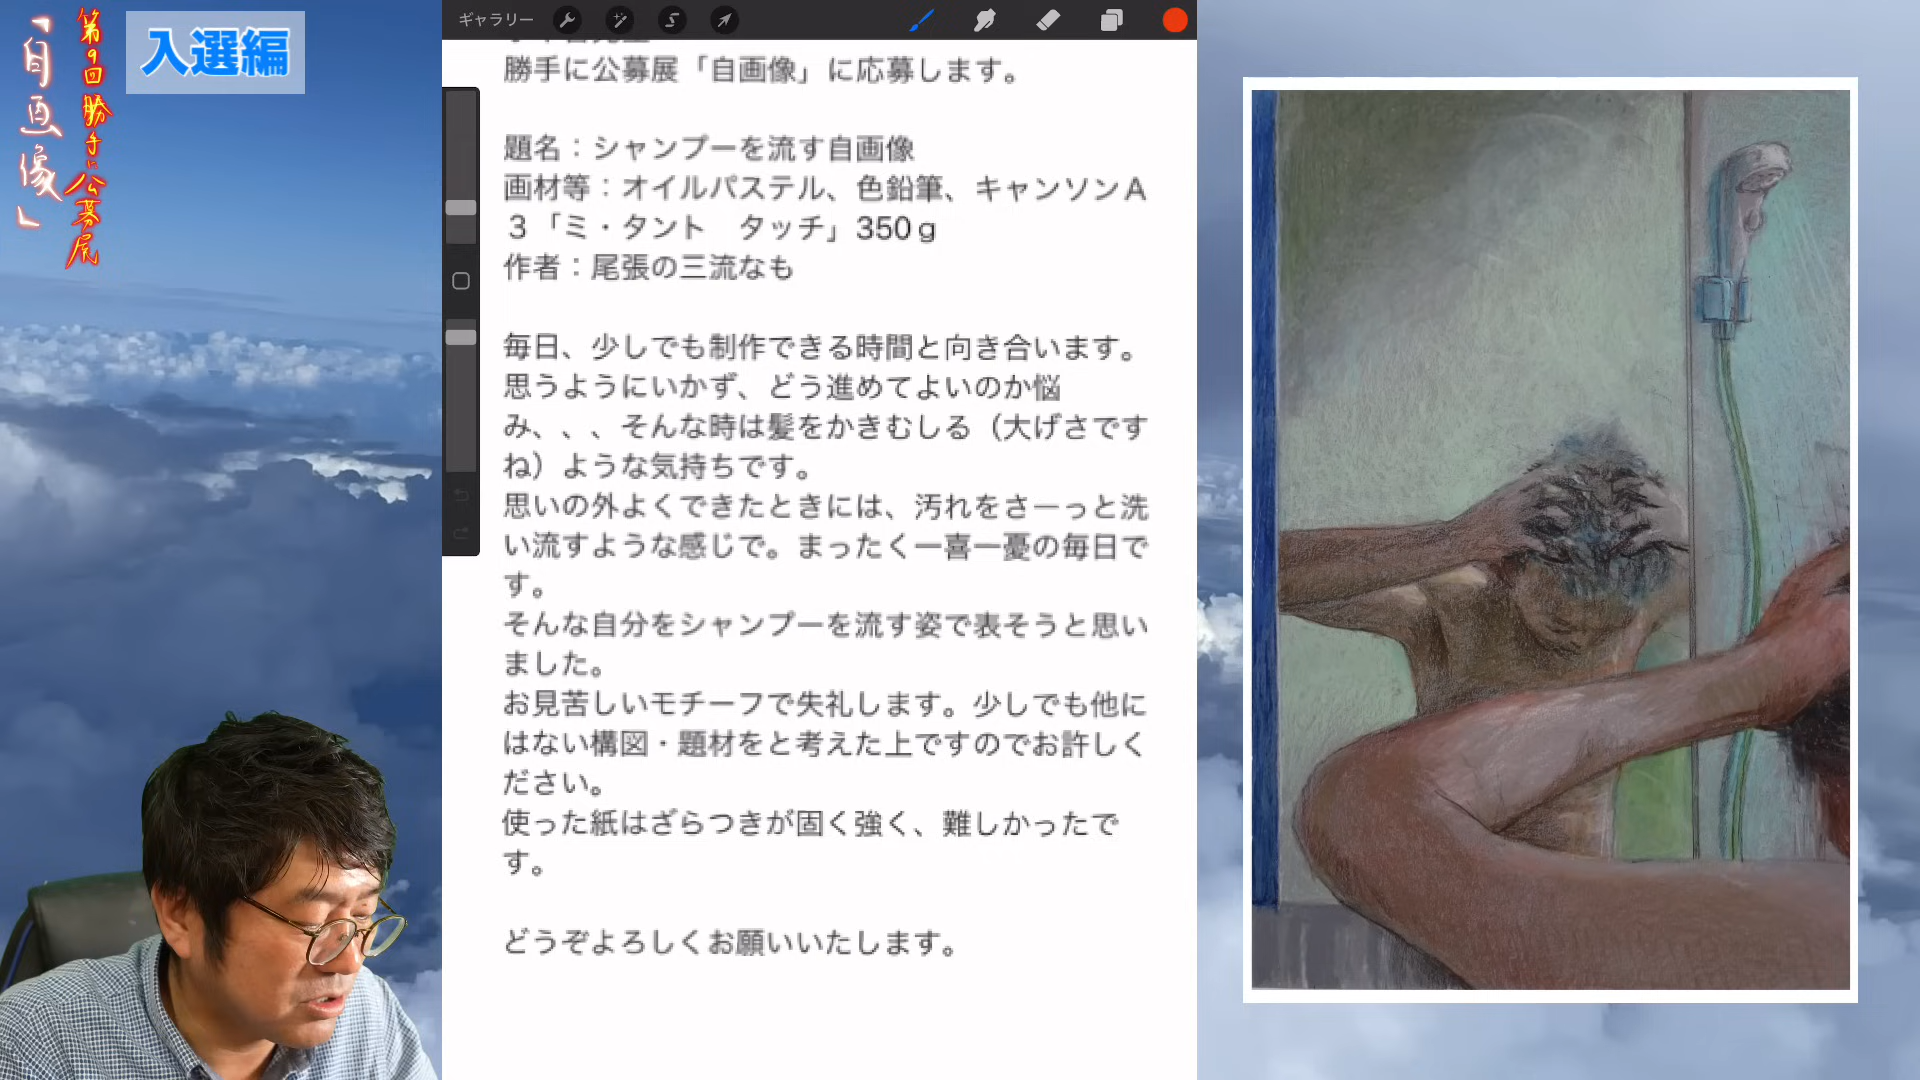 第9回 勝手に公募展
「自画像」
入選編
ギャラリー
勝手に公募展「自画像」に応募します。
題名：シャンプーを流す自画像
画材等：オイルパステル、色鉛筆、キャンソンA
3「ミ・タント　タッチ」350g
作者：尾張の三流なも
毎日、少しでも制作できる時間と向き合います。
思うようにいかず、どう進めてよいのか悩
み、、、そんな時は髪をかきむしる（大げさです
ね）ような気持ちです。
思いの外よくできたときには、汚れをさーっと洗
い流すような感じで。まったく一喜一憂の毎日で
す。
そんな自分をシャンプーを流す姿で表そうと思い
ました。
お見苦しいモチーフで失礼します。少しでも他に
はない構図・題材をと考えた上ですのでお許しく
ださい。
使った紙はざらつきが固く強く、難しかったで
す。
どうぞよろしくお願いいたします。